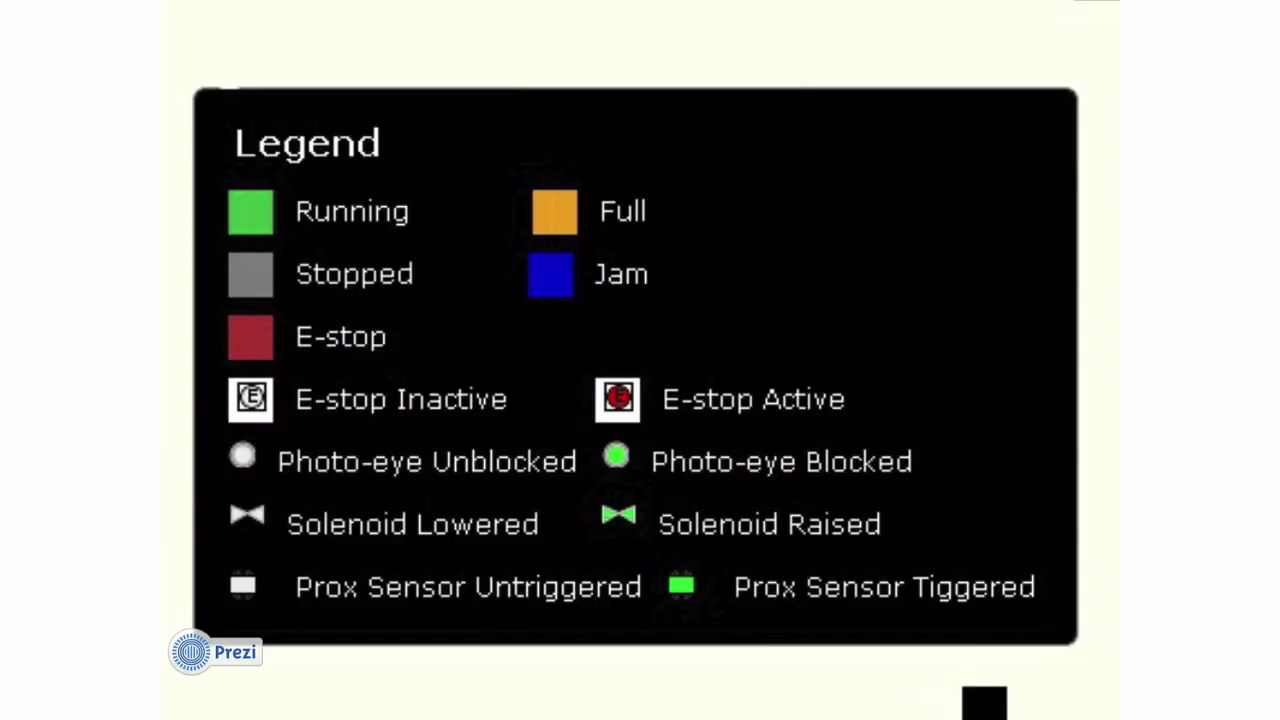 Legend
Running Full
Stopped Jam
E-stop
E E-stop Inactive E E-stop Active
Photo-eye Unblocked Photo-eye Blocked
Solenoid Lowered Solenoid Raised
Prox Sensor Untriggered Prox Sensor Tiggered
Prezi